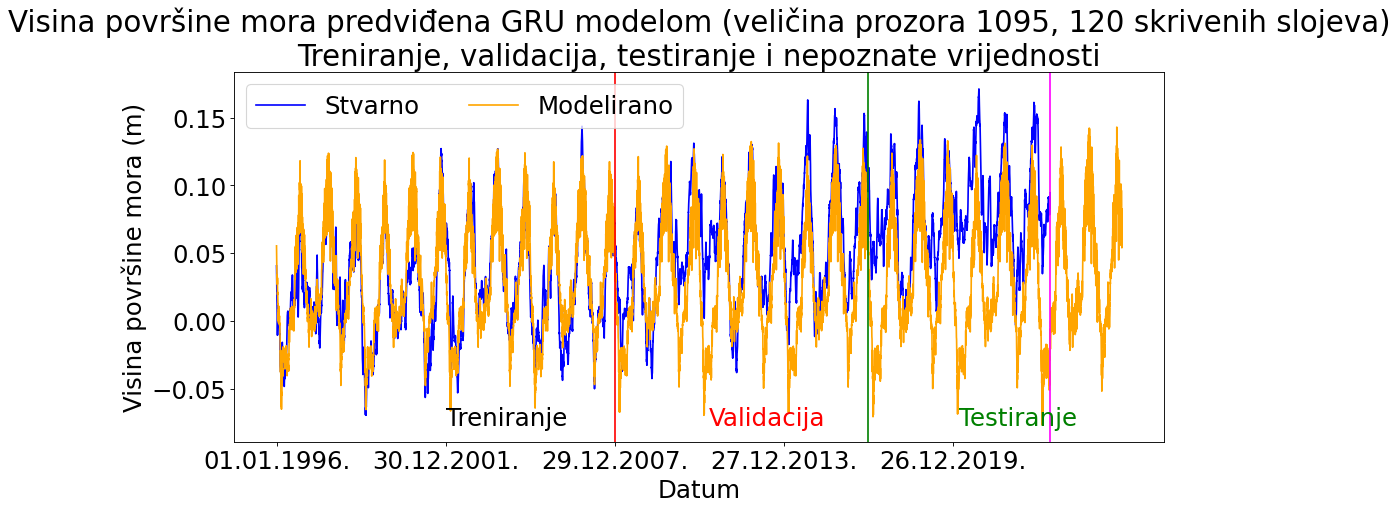 Visina površine mora predviđena GRU modelom (veličina prozora 1095, 120 skrivenih slojeva)
Treniranje, validacija, testiranje i nepoznate vrijednosti
Stvarno Modelirano
Visina površine mora (m)
0.15
0.10
0.05
0.00
−0.05
Treniranje Validacija Testiranje
01.01.1996. 30.12.2001. 29.12.2007. 27.12.2013. 26.12.2019.
Datum